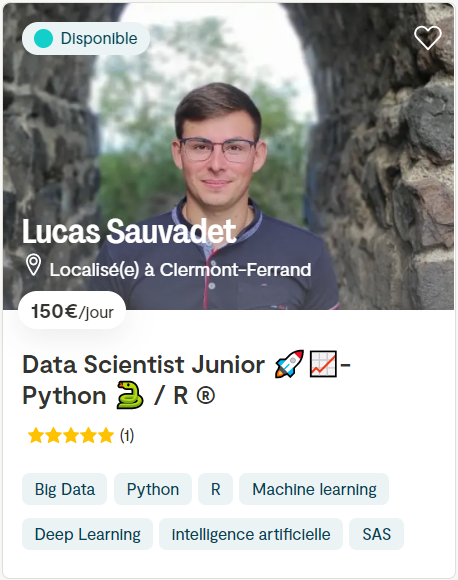 Disponible
Lucas Sauvadet
Localisé(e) à Clermont-Ferrand
150€/jour
Data Scientist Junior 🚀📈-
Python 🐍 / R ®
(1)
Big Data Python R Machine learning
Deep Learning intelligence artificielle SAS